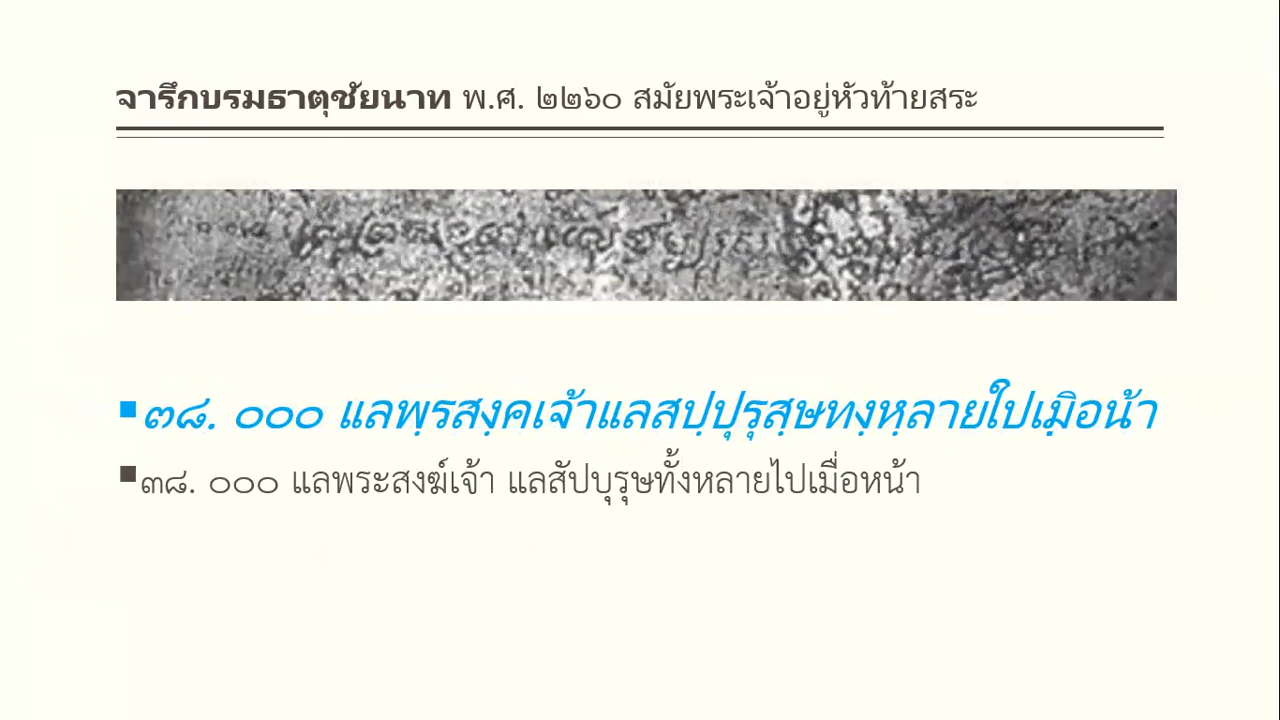 จารึกบรมธาตุชัยนาท พ.ศ. ๒๒๖๐ สมัยพระเจ้าอยู่หัวท้ายสระ
๓๘. ๐๐๐ แลพฺรสงฺคเจ้าแลสปฺปุรุสฺษทงฺหฺลายใปเมฺิอน้า
๓๘. ๐๐๐ แลพระสงฆ์เจ้า แลสัปบุรุษทั้งหลายไปเมื่อหน้า